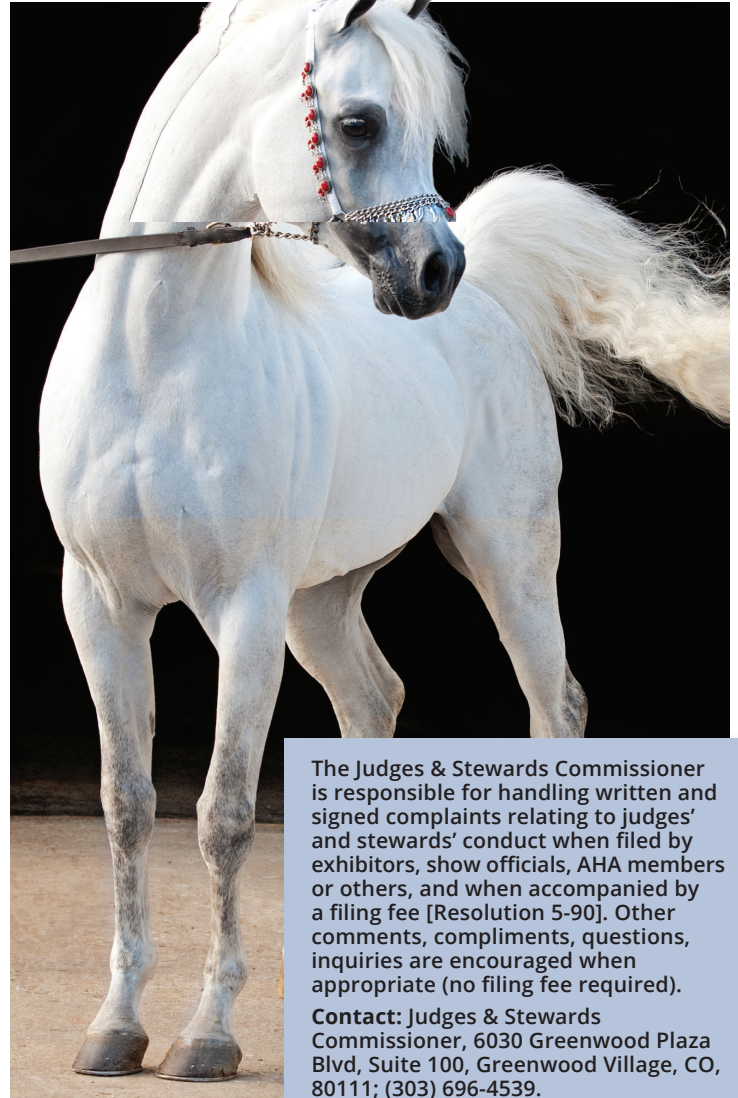 The Judges & Stewards Commissioner
is responsible for handling written and
signed complaints relating to judges’
and stewards’ conduct when filed by
exhibitors, show officials, AHA members
or others, and when accompanied by
a filing fee [Resolution 5-90]. Other
comments, compliments, questions,
inquiries are encouraged when
appropriate (no filing fee required).
Contact: Judges & Stewards
Commissioner, 6030 Greenwood Plaza
Blvd, Suite 100, Greenwood Village, CO,
80111; (303) 696-4539.